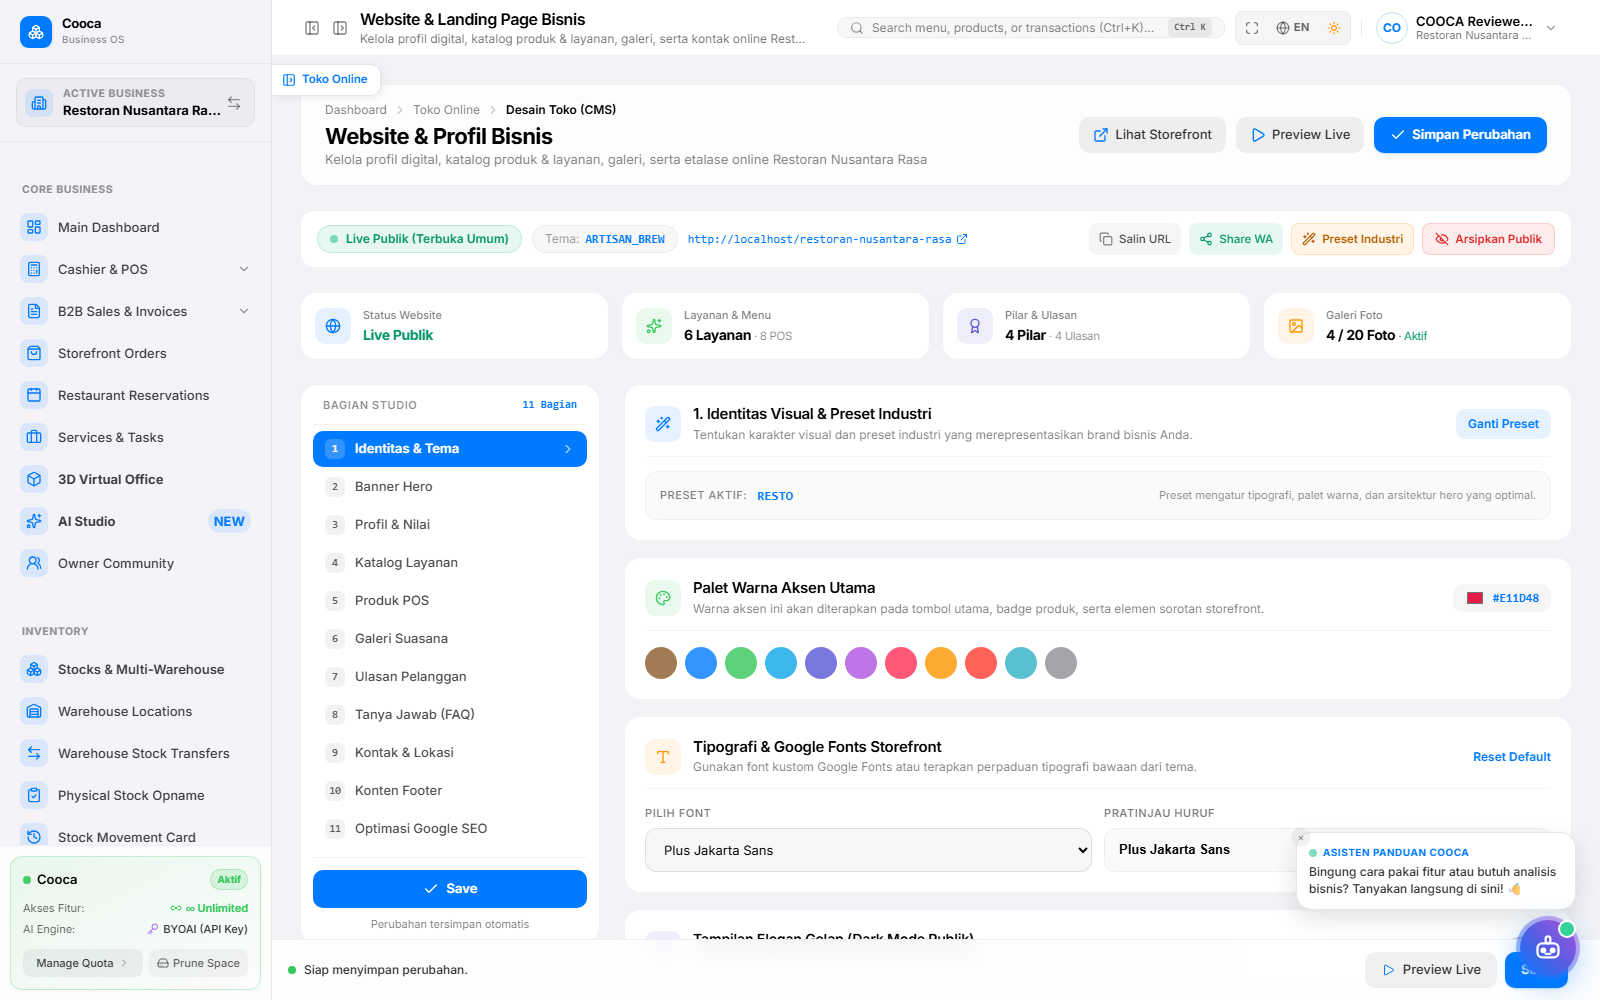 Cooca
Business OS
ACTIVE BUSINESS
Restoran Nusantara Ra...
CORE BUSINESS
Main Dashboard
Cashier & POS
B2B Sales & Invoices
Storefront Orders
Restaurant Reservations
Services & Tasks
3D Virtual Office
AI Studio NEW
Owner Community
INVENTORY
Stocks & Multi-Warehouse
Warehouse Locations
Warehouse Stock Transfers
Physical Stock Opname
Stock Movement Card
Cooca Aktif
Akses Fitur: ∞ Unlimited
AI Engine: BYOAI (API Key)
Manage Quota Prune Space
Website & Landing Page Bisnis
Kelola profil digital, katalog produk & layanan, galeri, serta kontak online Rest...
Search menu, products, or transactions (Ctrl+K)... Ctrl K
EN
CO COOCA Reviewe...
Restoran Nusantara ...
Toko Online
Dashboard Toko Online Desain Toko (CMS)
Website & Profil Bisnis
Kelola profil digital, katalog produk & layanan, galeri, serta etalase online Restoran Nusantara Rasa
Lihat Storefront Preview Live Simpan Perubahan
Live Publik (Terbuka Umum) Tema: ARTISAN_BREW http://localhost/restoran-nusantara-rasa
Salin URL Share WA Preset Industri Arsipkan Publik
Status Website
Live Publik
Layanan & Menu
6 Layanan · 8 POS
Pilar & Ulasan
4 Pilar · 4 Ulasan
Galeri Foto
4 / 20 Foto · Aktif
BAGIAN STUDIO 11 Bagian
1 Identitas & Tema
2 Banner Hero
3 Profil & Nilai
4 Katalog Layanan
5 Produk POS
6 Galeri Suasana
7 Ulasan Pelanggan
8 Tanya Jawab (FAQ)
9 Kontak & Lokasi
10 Konten Footer
11 Optimasi Google SEO
Save
Perubahan tersimpan otomatis
1. Identitas Visual & Preset Industri
Tentukan karakter visual dan preset industri yang merepresentasikan brand bisnis Anda.
Ganti Preset
PRESET AKTIF: RESTO
Preset mengatur tipografi, palet warna, dan arsitektur hero yang optimal.
Palet Warna Aksen Utama
Warna aksen ini akan diterapkan pada tombol utama, badge produk, serta elemen sorotan storefront.
#E11D48
Tipografi & Google Fonts Storefront
Gunakan font kustom Google Fonts atau terapkan perpaduan tipografi bawaan dari tema.
Reset Default
PILIH FONT
Plus Jakarta Sans
PRATINJAU HURUF
Plus Jakarta Sans
Tampilan Elegan Gelap (Dark Mode Publik)
ASISTEN PANDUAN COOCA
Bingung cara pakai fitur atau butuh analisis
bisnis? Tanyakan langsung di sini! 👋
Siap menyimpan perubahan.
Preview Live